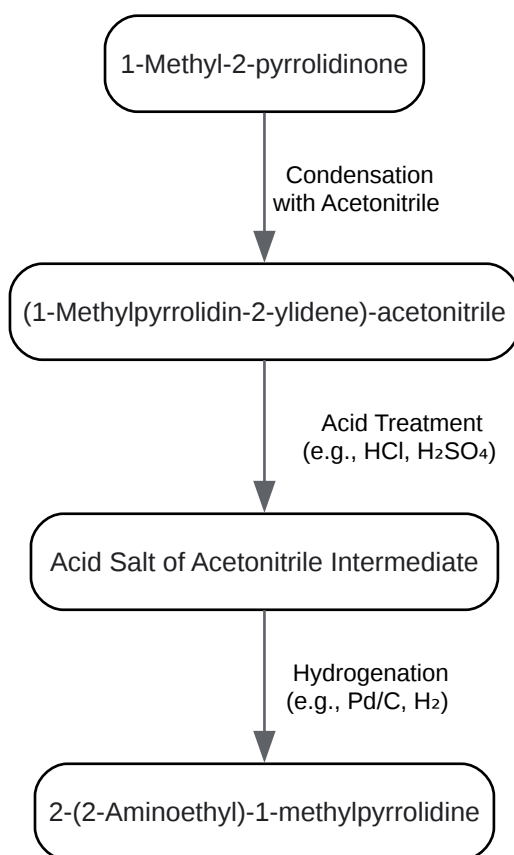 1-Methyl-2-pyrrolidinone
Condensation
with Acetonitrile
(1-Methylpyrrolidin-2-ylidene)-acetonitrile
Acid Treatment
(e.g., HCl, H₂SO₄)
Acid Salt of Acetonitrile Intermediate
Hydrogenation
(e.g., Pd/C, H₂)
2-(2-Aminoethyl)-1-methylpyrrolidine